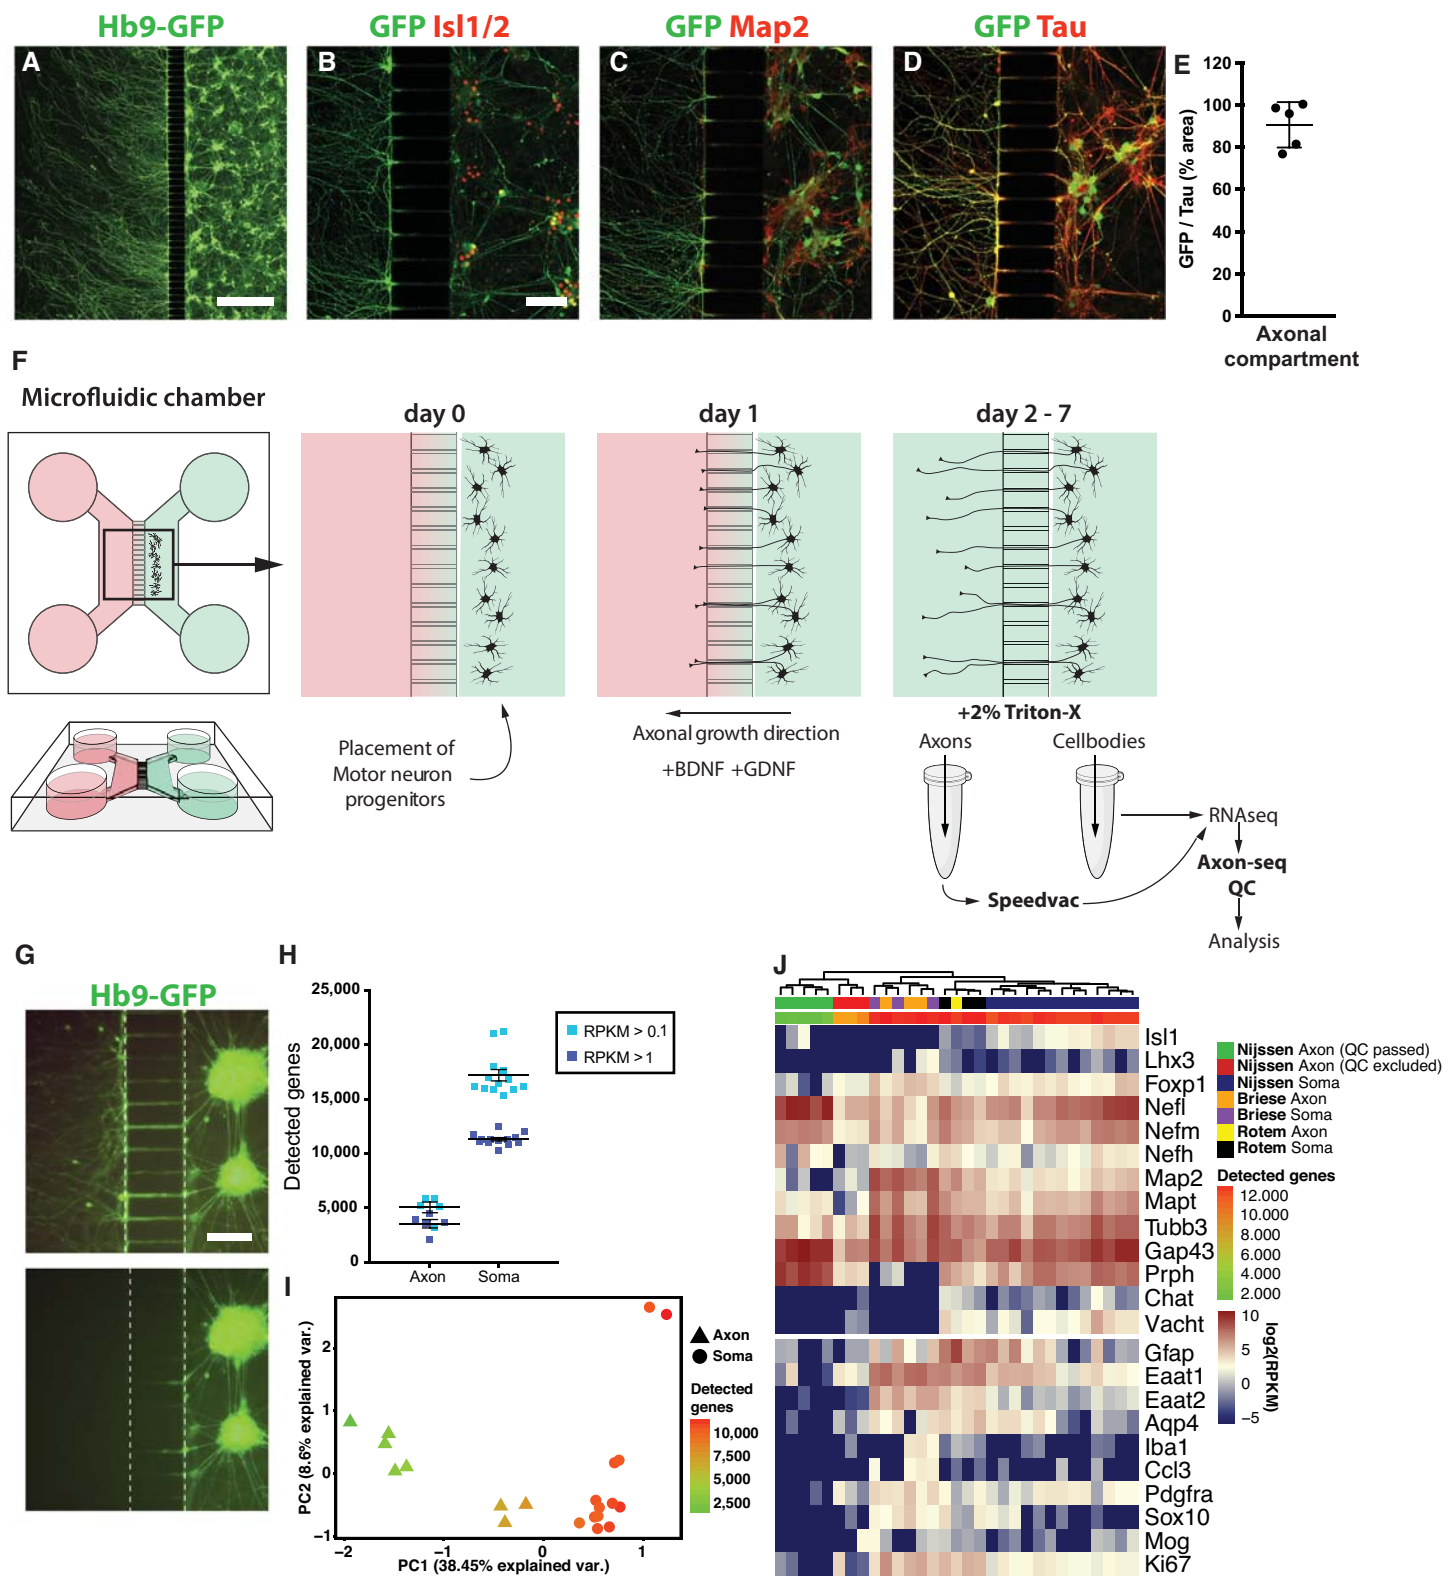 Hb9-GFP
GFP Isl1/2
GFP Map2
GFP Tau
A
B
C
D
E
120
100
80
60
40
20
0
GFP / Tau (% area)
Axonal
compartment
F
Microfluidic chamber
day 0
day 1
day 2 - 7
Placement of
Motor neuron
progenitors
Axonal growth direction
+BDNF +GDNF
+2% Triton-X
Axons
Cellbodies
Speedvac
RNAseq
Axon-seq
QC
Analysis
G
Hb9-GFP
H
25,000
20,000
15,000
10,000
5,000
0
Detected genes
Axon
Soma
RPKM > 0.1
RPKM > 1
I
2
1
0
−1
PC2 (8.6% explained var.)
−2
−1
0
1
PC1 (38.45% explained var.)
Axon
Soma
Detected
genes
10,000
7,500
5,000
2,500
J
Isl1
Lhx3
Foxp1
Nefl
Nefm
Nefh
Map2
Mapt
Tubb3
Gap43
Prph
Chat
Vacht
Gfap
Eaat1
Eaat2
Aqp4
Iba1
Ccl3
Pdgfra
Sox10
Mog
Ki67
Nijssen Axon (QC passed)
Nijssen Axon (QC excluded)
Nijssen Soma
Briese Axon
Briese Soma
Rotem Axon
Rotem Soma
Detected genes
12.000
10.000
8.000
6.000
4.000
2.000
10
5
0
−5
log2(RPKM)